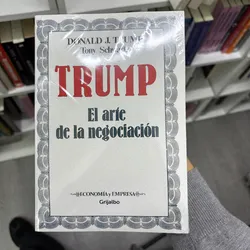 DONALD J. TRUMP
Tony
TRUMP
El arte
de la negociación
ECONOMÍA y EMPRESA
Grijalbo